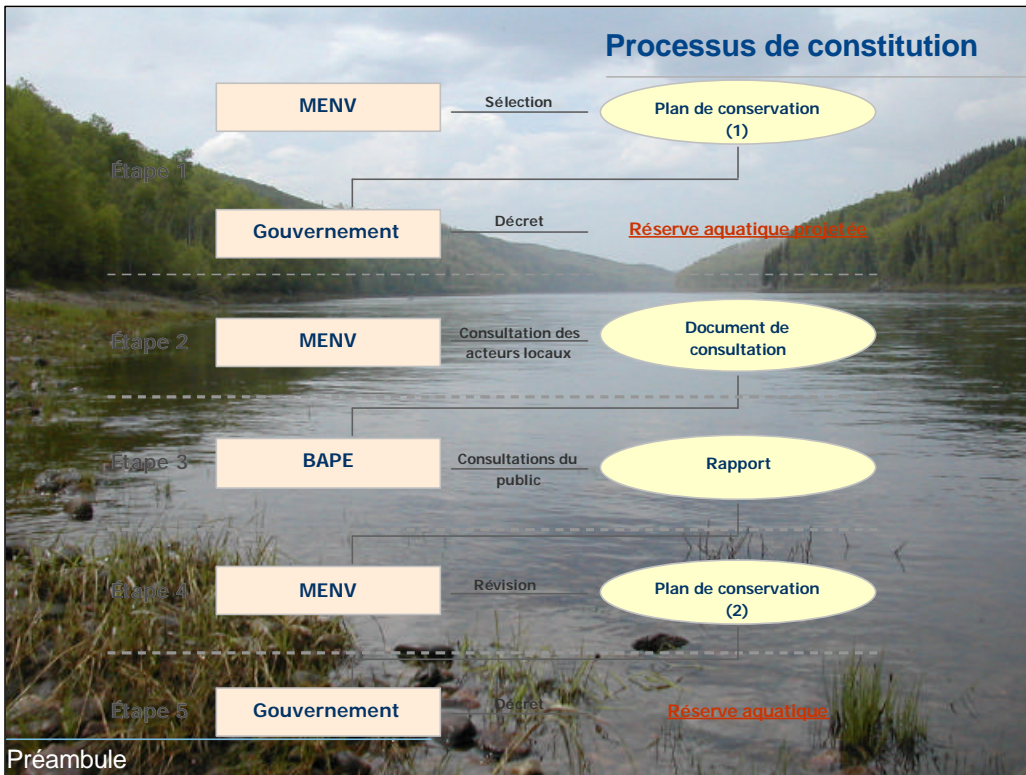 Processus de constitution
MENV
Sélection
Plan de conservation
(1)
Étape 1
Gouvernement
Décret
Réserve aquatique projetée
Étape 2
MENV
Consultation des
acteurs locaux
Document de
consultation
Étape 3
BAPE
Consultations du
public
Rapport
Étape 4
MENV
Révision
Plan de conservation
(2)
Étape 5
Gouvernement
Décret
Réserve aquatique
Préambule